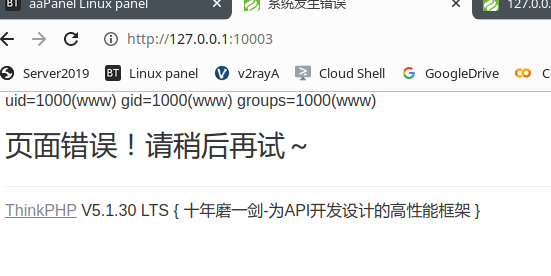 BT aaPanel Linux panel
系统发生错误
127.0.
http://127.0.0.1:10003
Server2019
BT Linux panel
v2rayA
Cloud Shell
GoogleDrive
uid=1000(www) gid=1000(www) groups=1000(www)
页面错误！请稍后再试～
ThinkPHP V5.1.30 LTS { 十年磨一剑-为API开发设计的高性能框架 }